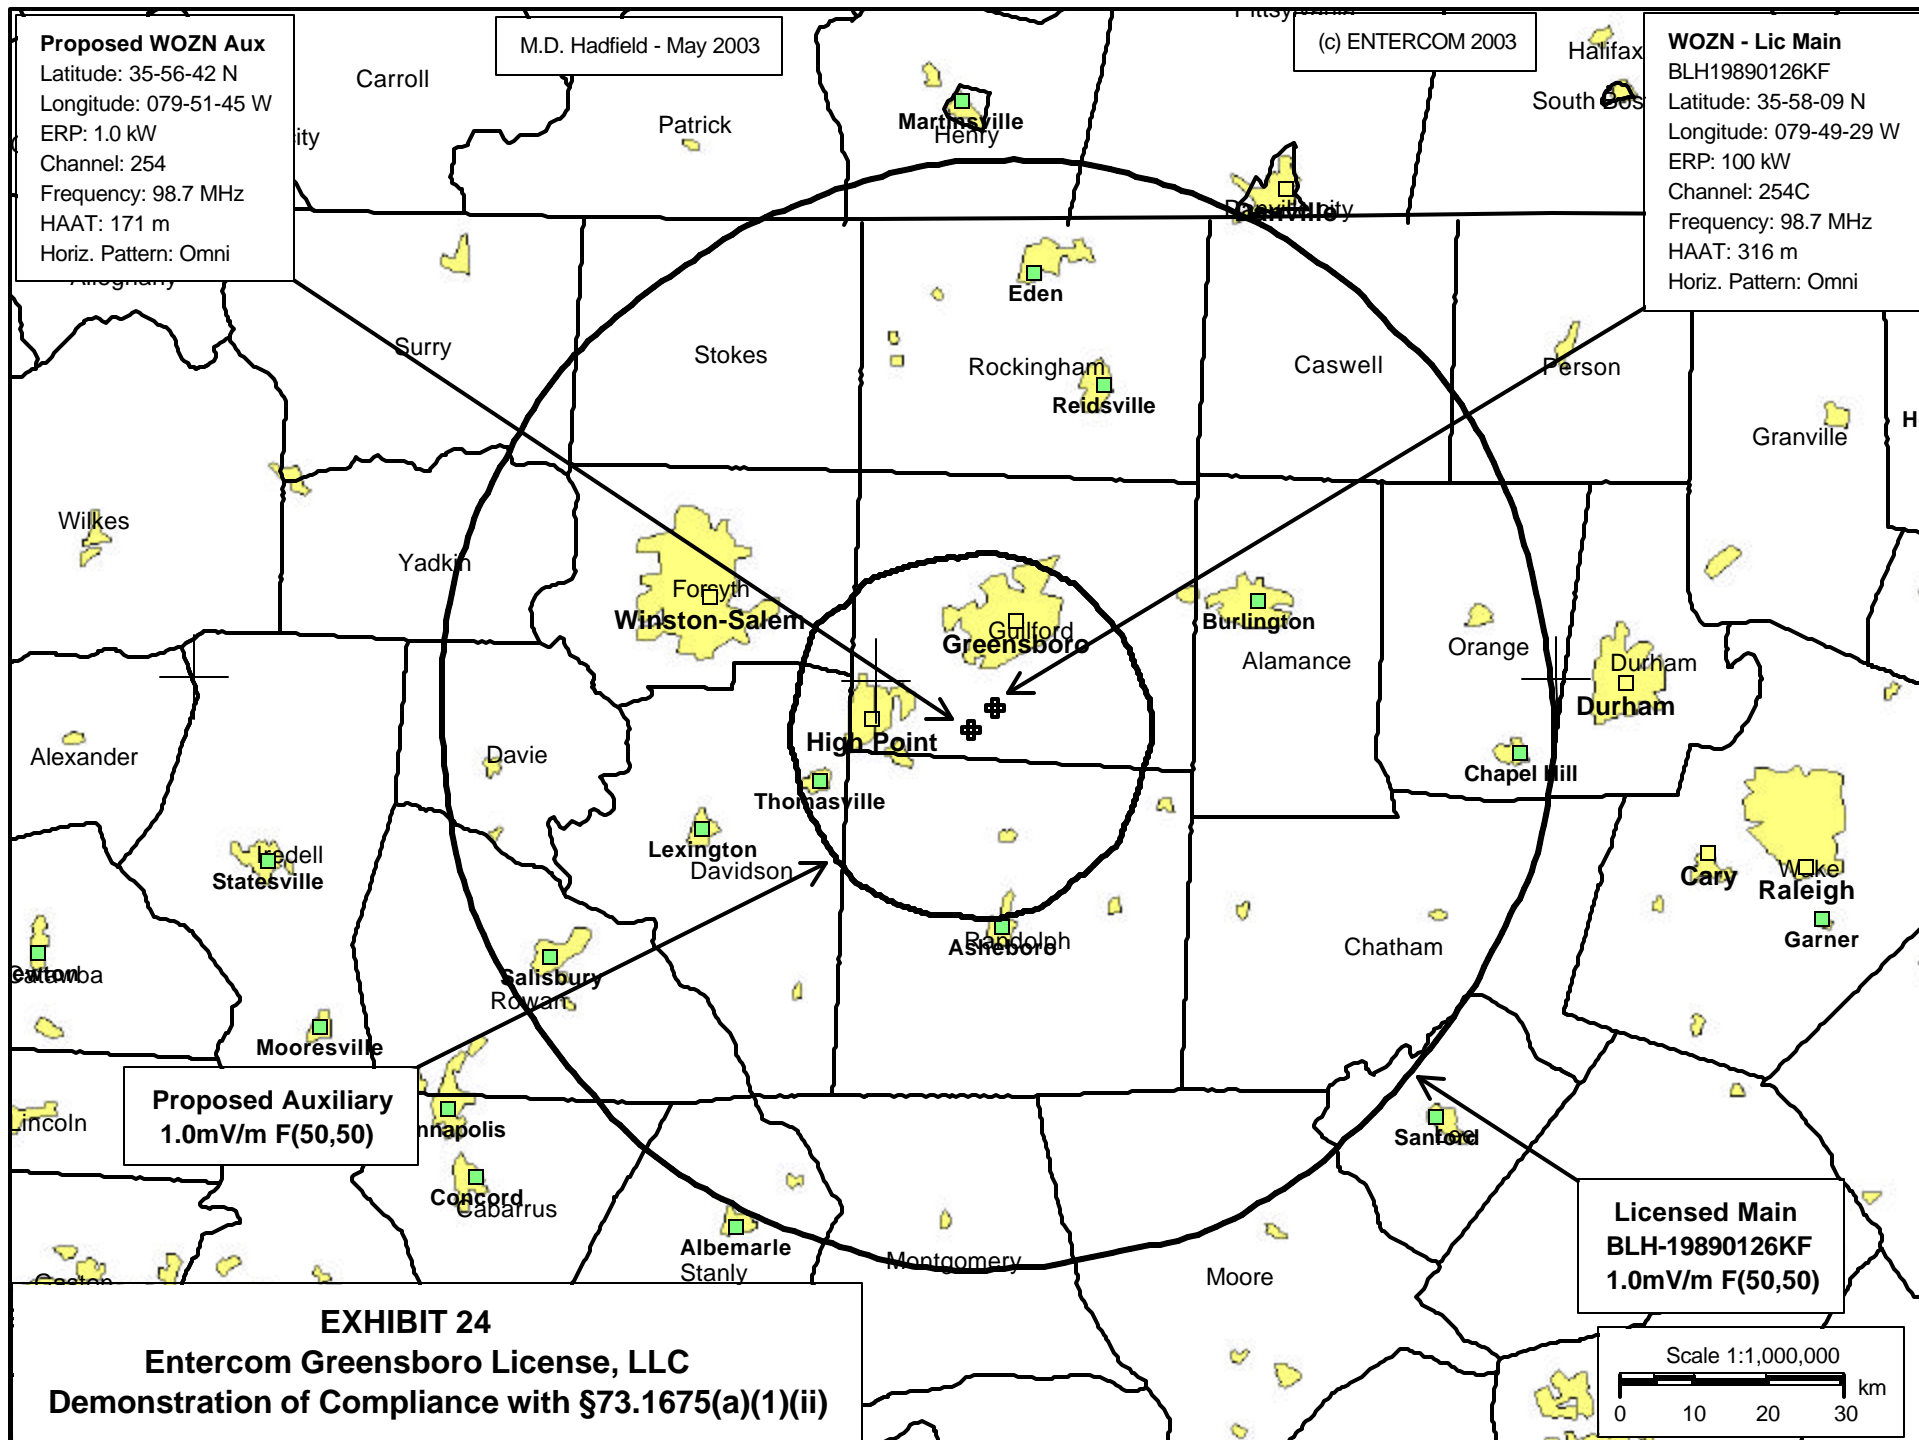 Proposed WOZN Aux
Latitude: 35-56-42 N
Longitude: 079-51-45 W
ERP: 1.0 kW
Channel: 254
Frequency: 98.7 MHz
HAAT: 171 m
Horiz. Pattern: Omni
M.D. Hadfield - May 2003
(c) ENTERCOM 2003
WOZN - Lic Main
BLH19890126KF
Latitude: 35-58-09 N
Longitude: 079-49-29 W
ERP: 100 kW
Channel: 254C
Frequency: 98.7 MHz
HAAT: 316 m
Horiz. Pattern: Omni
Carroll
Patrick
Martinsville
Henry
Halifax
Eden
Surry
Stokes
Rockingham
Reidsville
Caswell
Person
Granville
H
Wilkes
Yadkin
Forsyth
Winston-Salem
Guilford
Greensboro
Burlington
Alamance
Orange
Durham
Durham
High Point
Alexander
Davie
Thomasville
Chapel Hill
Lexington
Davidson
Iredell
Statesville
Cary
Wake
Raleigh
Garner
Randolph
Asheboro
Chatham
Salisbury
Rowan
Mooresville
Proposed Auxiliary
1.0mV/m F(50,50)
nnapolis
Lincoln
Sanford
Lee
Concord
Cabarrus
Albemarle
Stanly
Montgomery
Moore
Gaston
Licensed Main
BLH-19890126KF
1.0mV/m F(50,50)
EXHIBIT 24
Entercom Greensboro License, LLC
Demonstration of Compliance with §73.1675(a)(1)(ii)
Scale 1:1,000,000
km
0 10 20 30